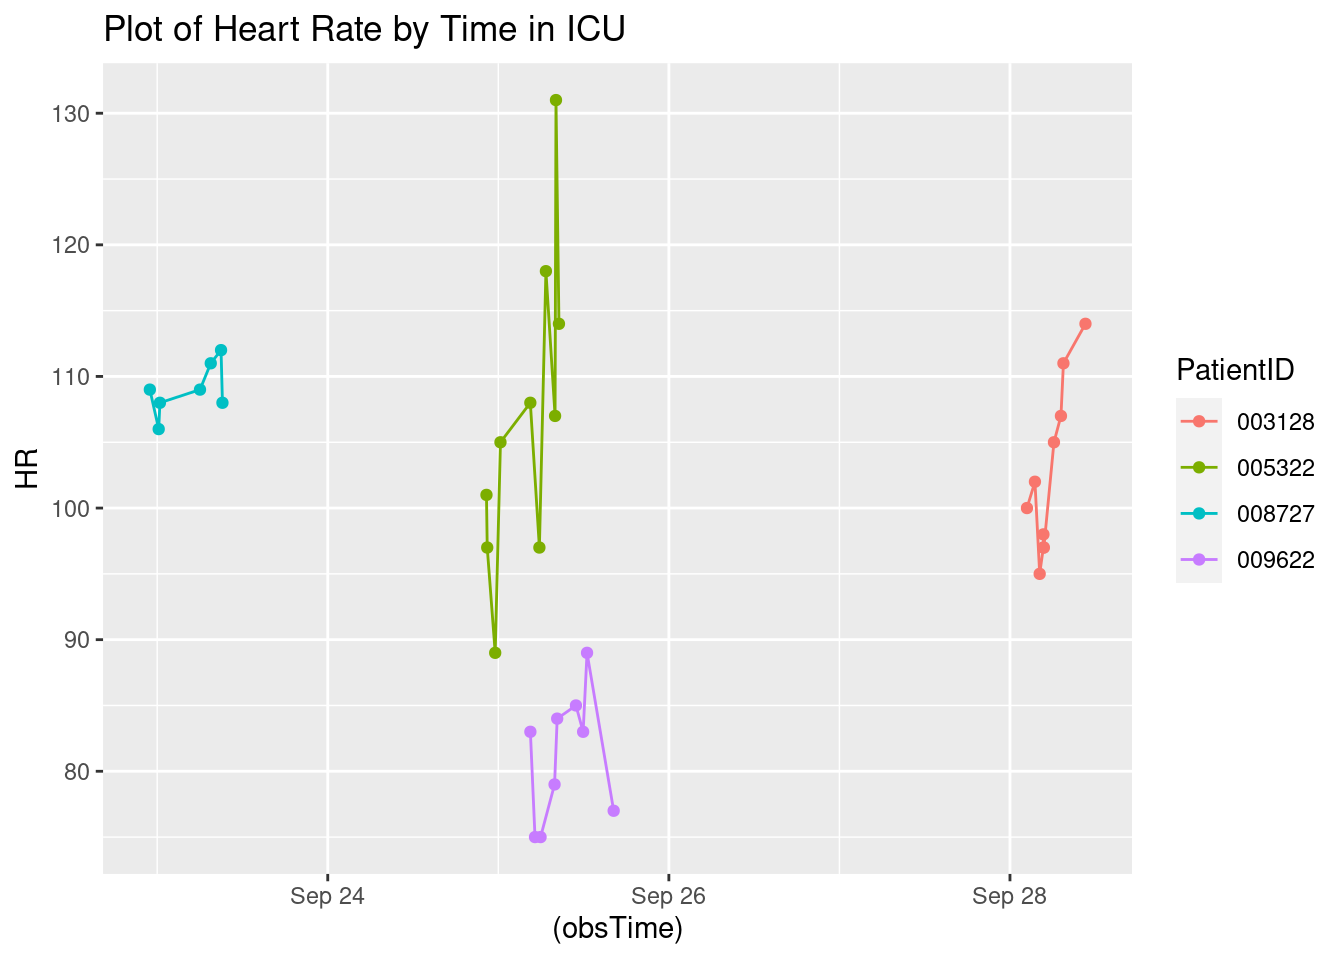 Plot of Heart Rate by Time in ICU
130
120
110
100
90
80
HR
Sep 24
Sep 26
Sep 28
(obsTime)
PatientID
003128
005322
008727
009622